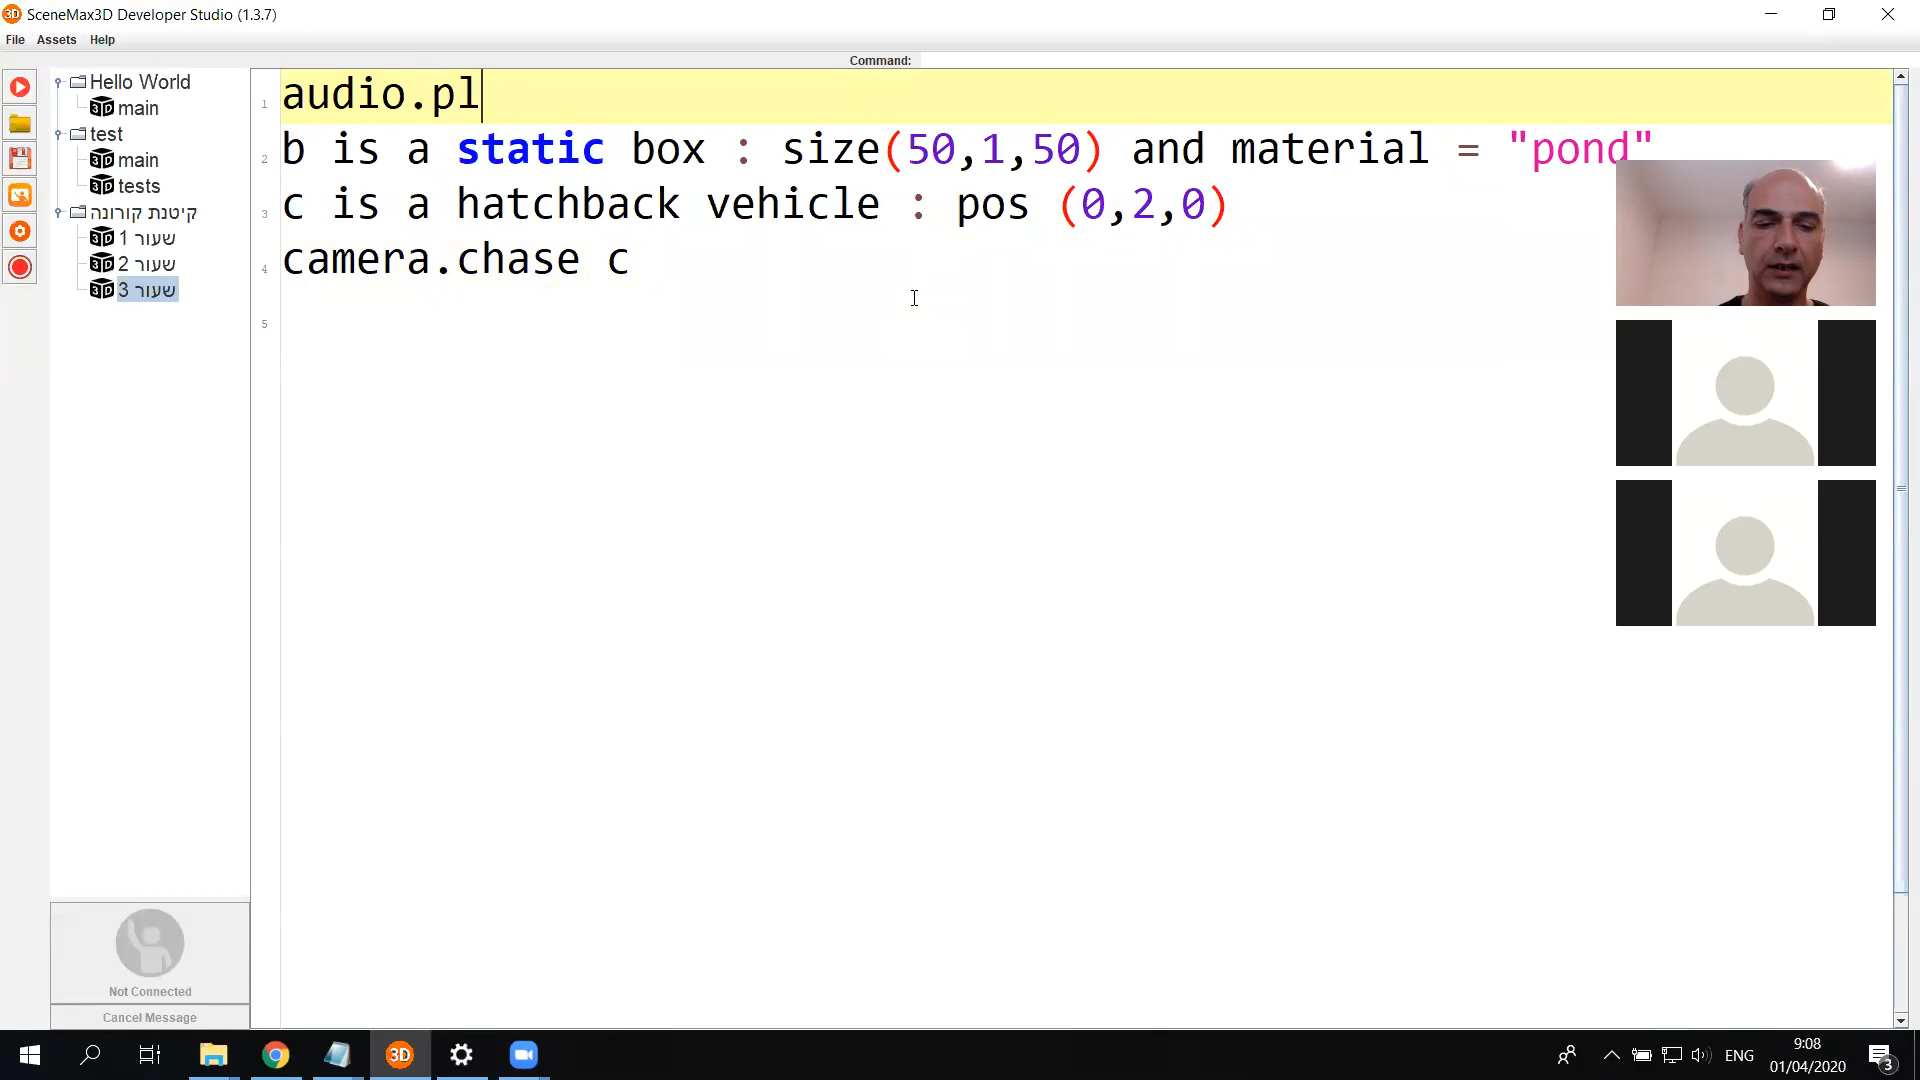 SceneMax3D Developer Studio (1.3.7)
File Assets Help
Command:
Hello World
main
test
main
tests
קיטנת קורונה
שעור 1
שעור 2
שעור 3
1 audio.pl
2 b is a static box : size(50,1,50) and material = "pond"
3 c is a hatchback vehicle : pos (0,2,0)
4 camera.chase c
5
Not Connected
Cancel Message
3D
ENG
9:08
01/04/2020
3